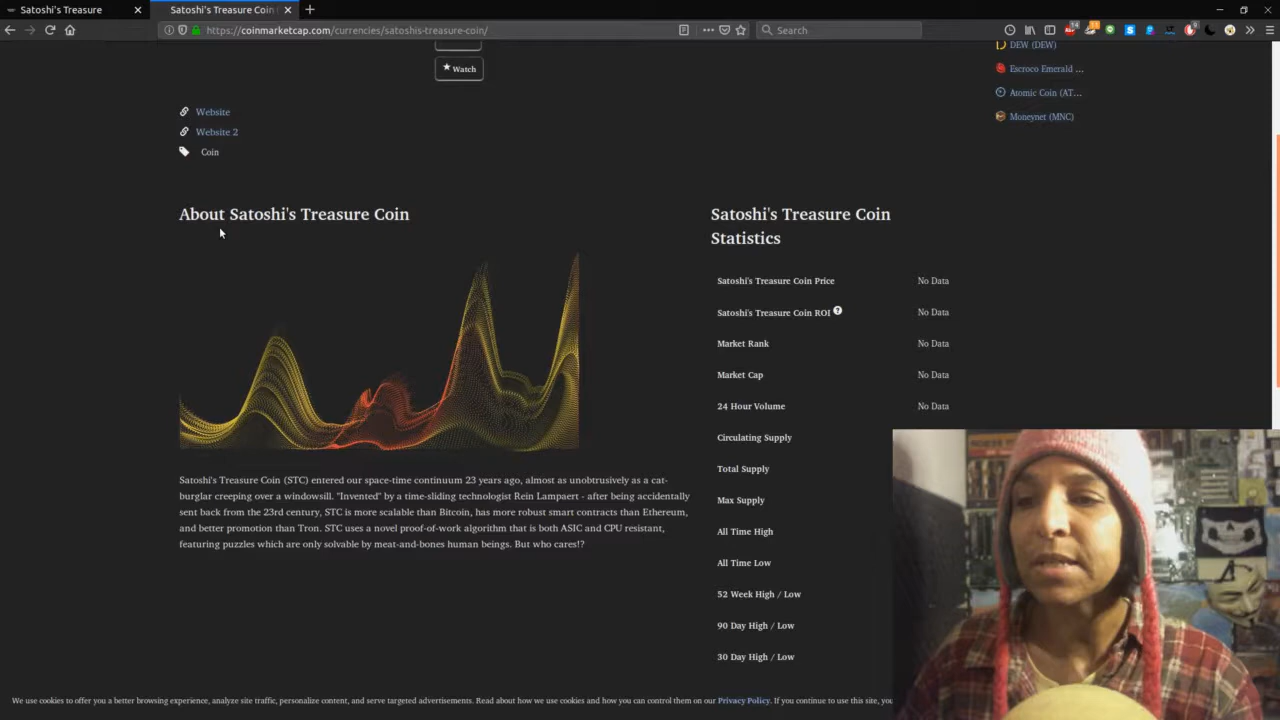 Satoshi's Treasure
Satoshi's Treasure Coin
https://coinmarketcap.com/currencies/satoshis-treasure-coin/
Search
14
11
9
DEW (DEW)
Watch
Escroco Emerald ...
Atomic Coin (AT...
Website
Moneynet (MNC)
Website 2
Coin
About Satoshi's Treasure Coin
Satoshi's Treasure Coin
Statistics
Satoshi's Treasure Coin Price No Data
Satoshi's Treasure Coin ROI ? No Data
Market Rank No Data
Market Cap No Data
24 Hour Volume No Data
Circulating Supply
Total Supply
Max Supply
All Time High
All Time Low
52 Week High / Low
90 Day High / Low
30 Day High / Low
Satoshi's Treasure Coin (STC) entered our space-time continuum 23 years ago, almost as unobtrusively as a cat-
burglar creeping over a windowsill. "Invented" by a time-sliding technologist Rein Lampaert - after being accidentally
sent back from the 23rd century, STC is more scalable than Bitcoin, has more robust smart contracts than Ethereum,
and better promotion than Tron. STC uses a novel proof-of-work algorithm that is both ASIC and CPU resistant,
featuring puzzles which are only solvable by meat-and-bones human beings. But who cares!?
We use cookies to offer you a better browsing experience, analyze site traffic, personalize content, and serve targeted advertisements. Read about how we use cookies and how you can control them on our Privacy Policy. If you continue to use this site, you